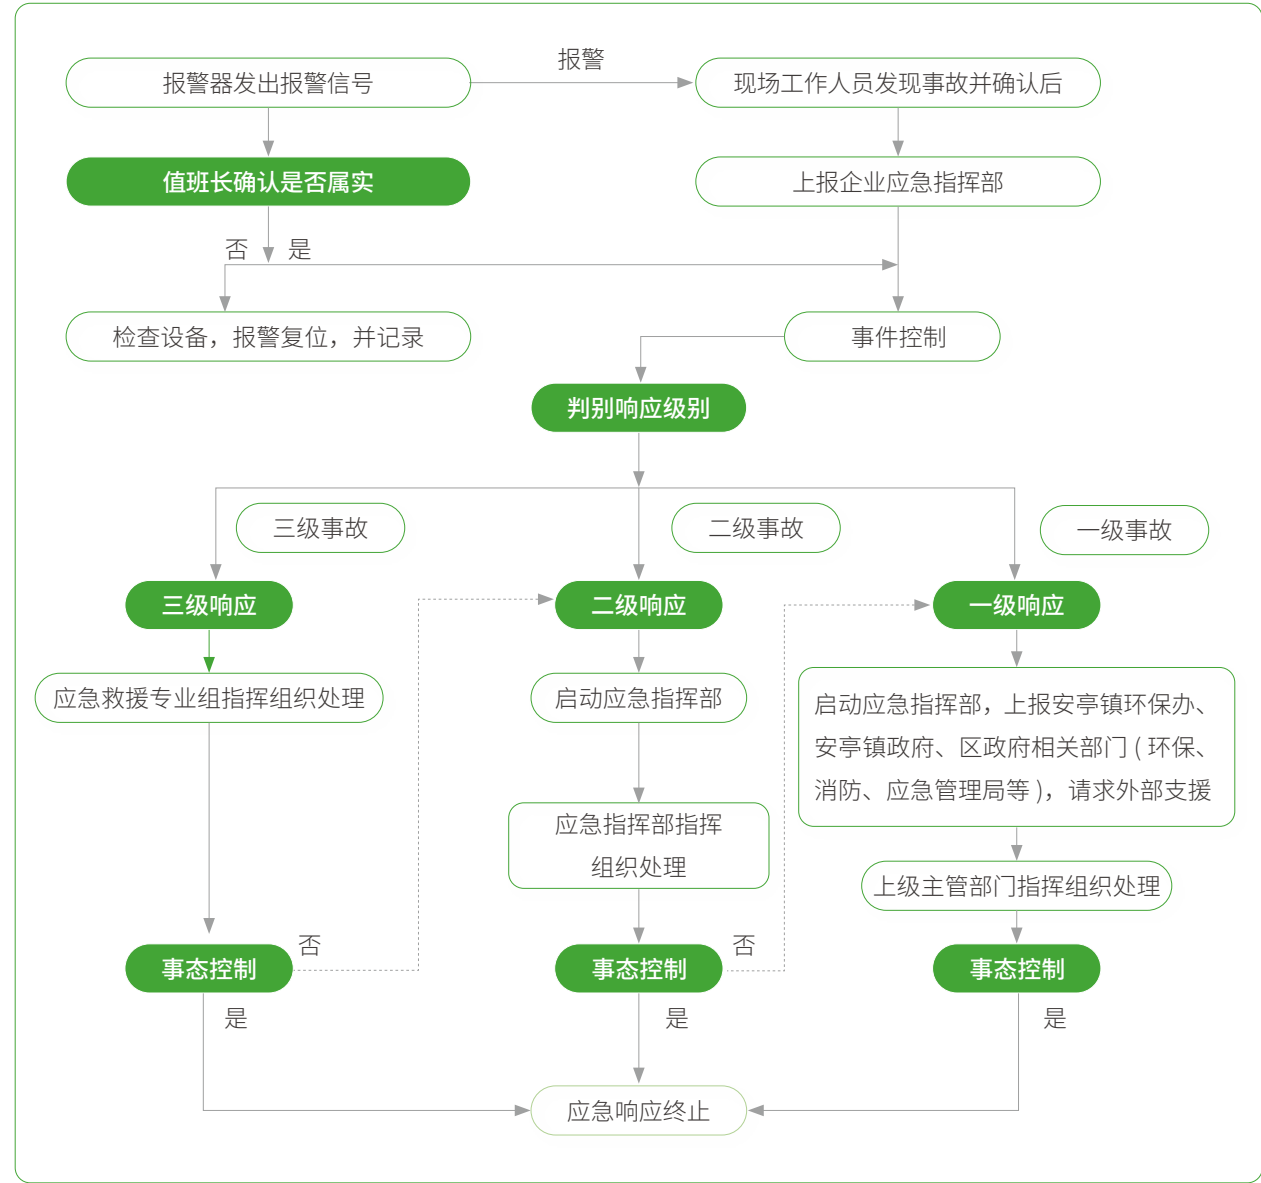 报警
报警器发出报警信号
现场工作人员发现事故并确认后
值班长确认是否属实
上报企业应急指挥部
否
是
检查设备，报警复位，并记录
事件控制
判别响应级别
三级事故
二级事故
一级事故
三级响应
二级响应
一级响应
应急救援专业组指挥组织处理
启动应急指挥部
启动应急指挥部，上报安亭镇环保办、
安亭镇政府、区政府相关部门 ( 环保、
消防、应急管理局等 )，请求外部支援
应急指挥部指挥
组织处理
上级主管部门指挥组织处理
否
否
事态控制
事态控制
事态控制
是
是
是
应急响应终止